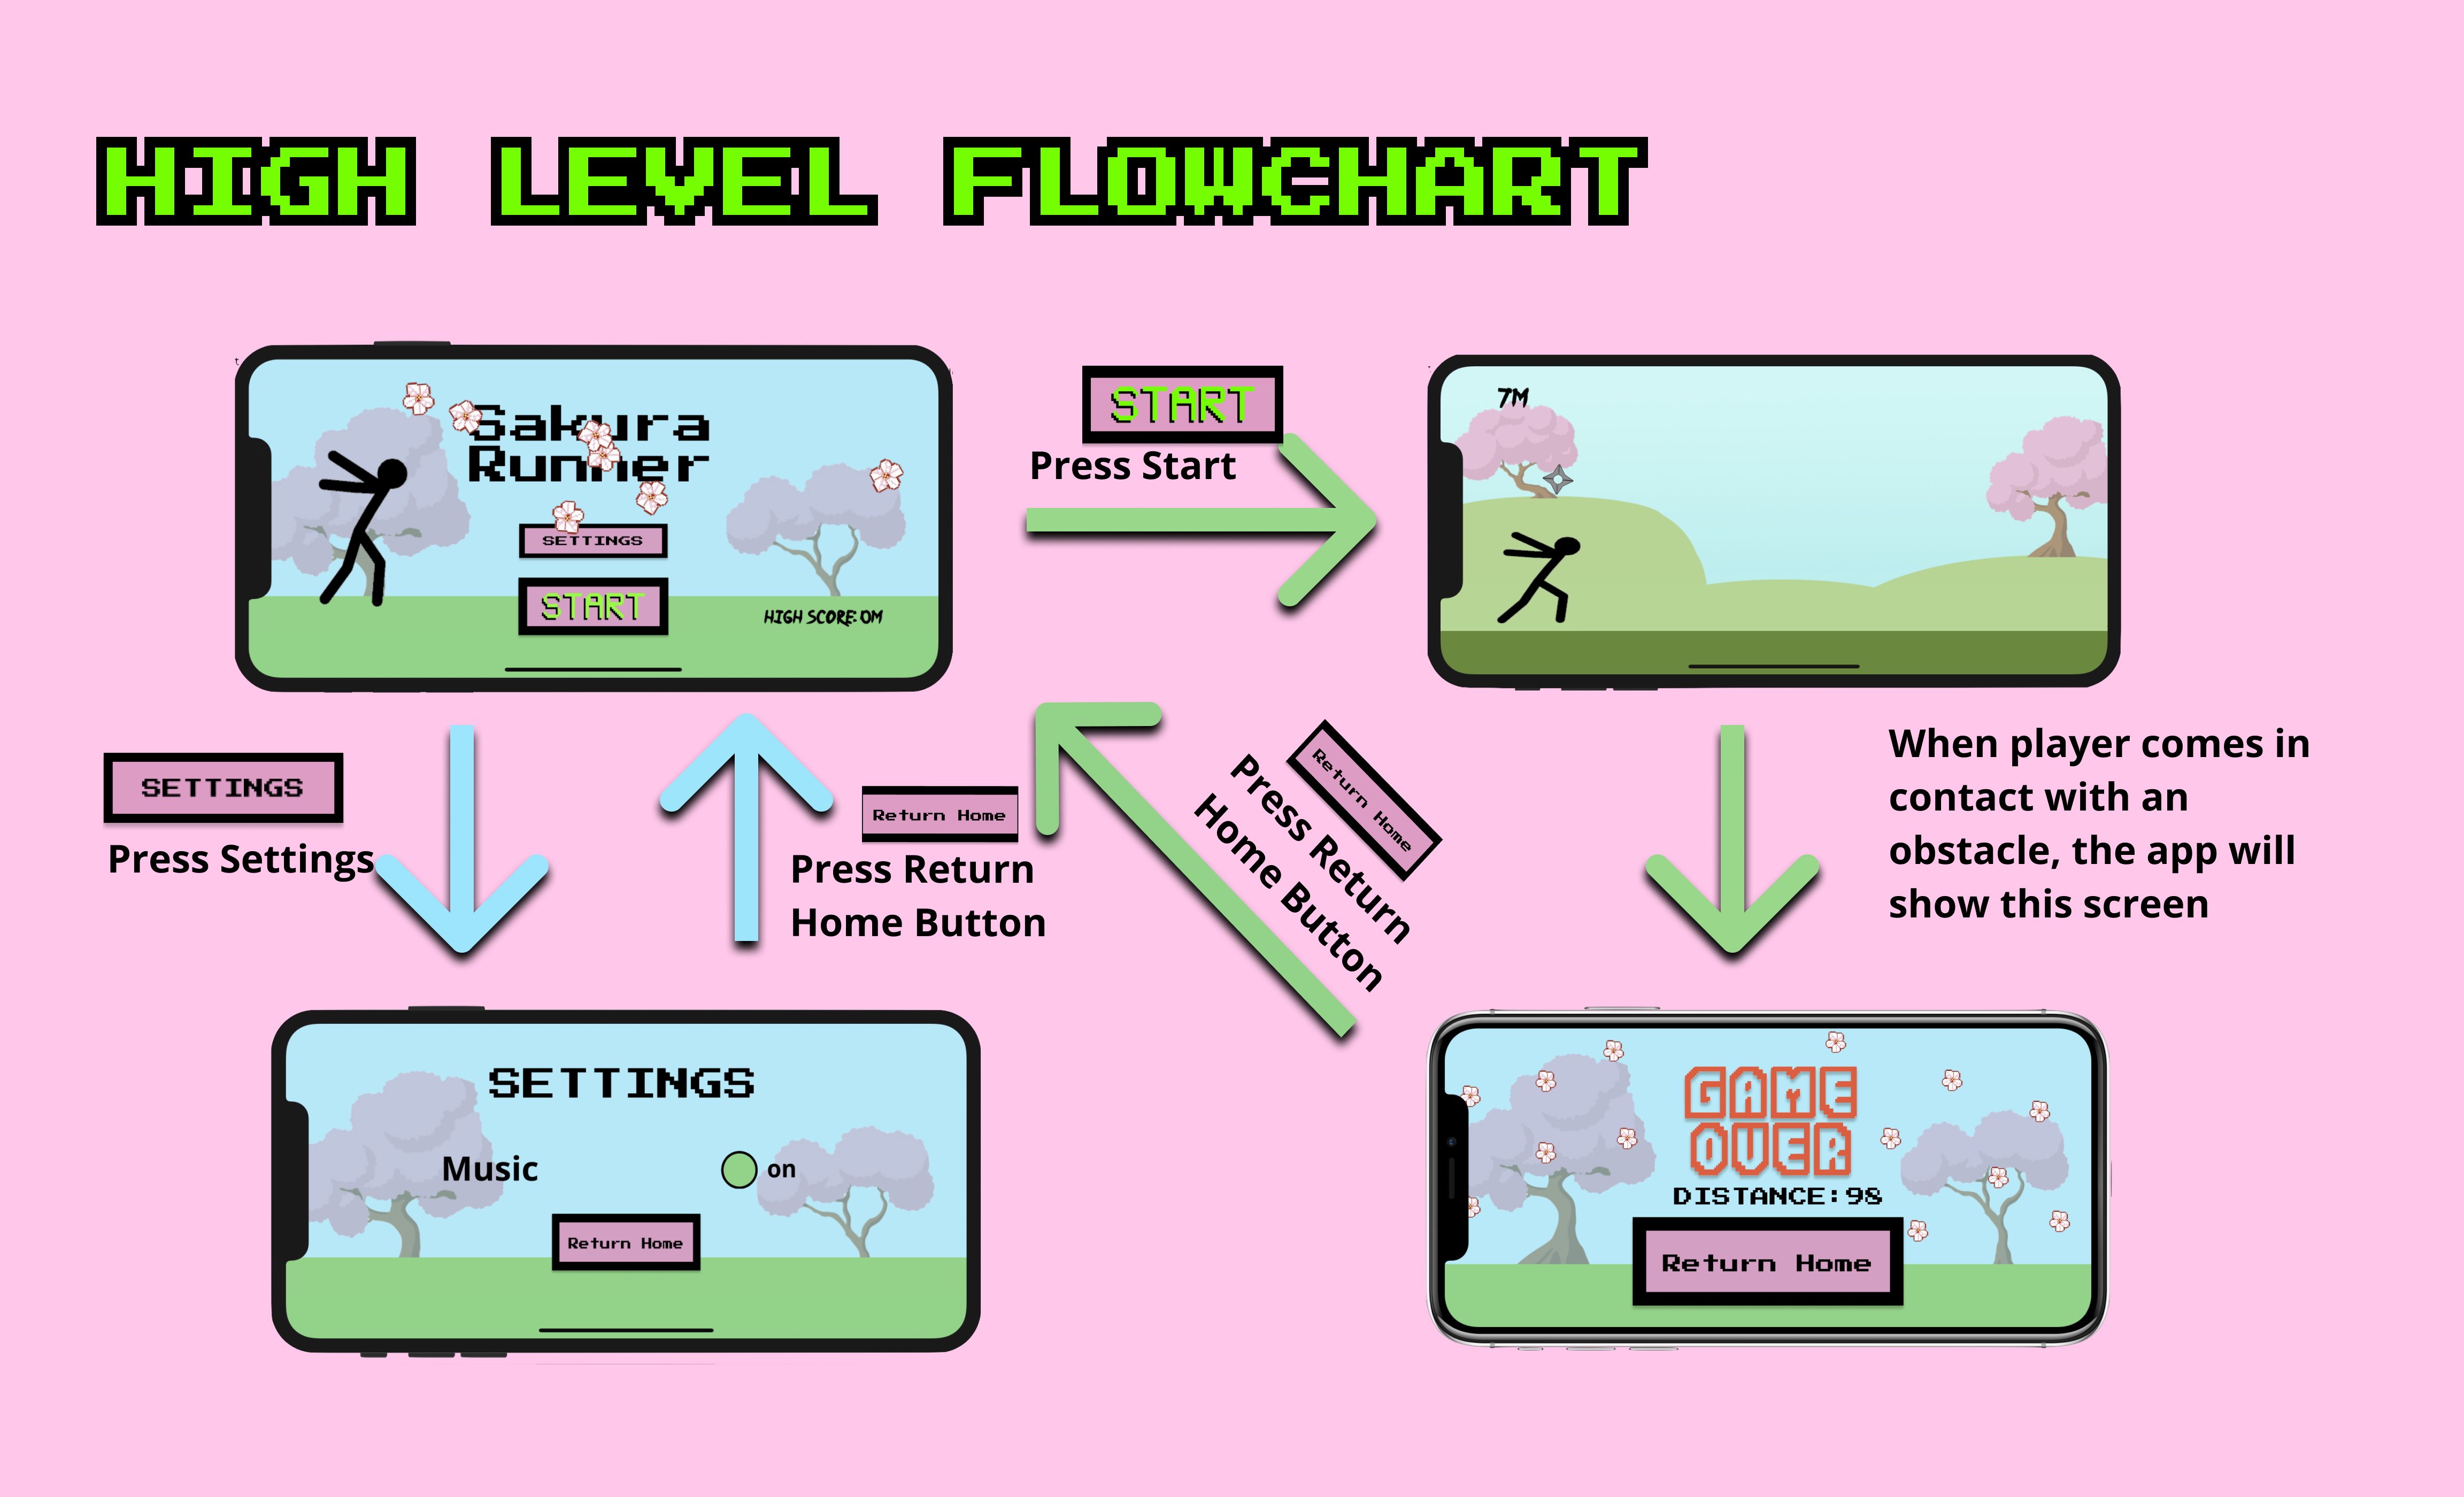 HIGH LEVEL FLOWCHART
Sakura
Runner
SETTINGS
START
HIGH SCORE: 0M
START
Press Start
7M
SETTINGS
Press Settings
Return Home
Press Return
Home Button
Return Home
Press Return
Home Button
When player comes in
contact with an
obstacle, the app will
show this screen
SETTINGS
Music
on
Return Home
GAME
OVER
DISTANCE:98
Return Home